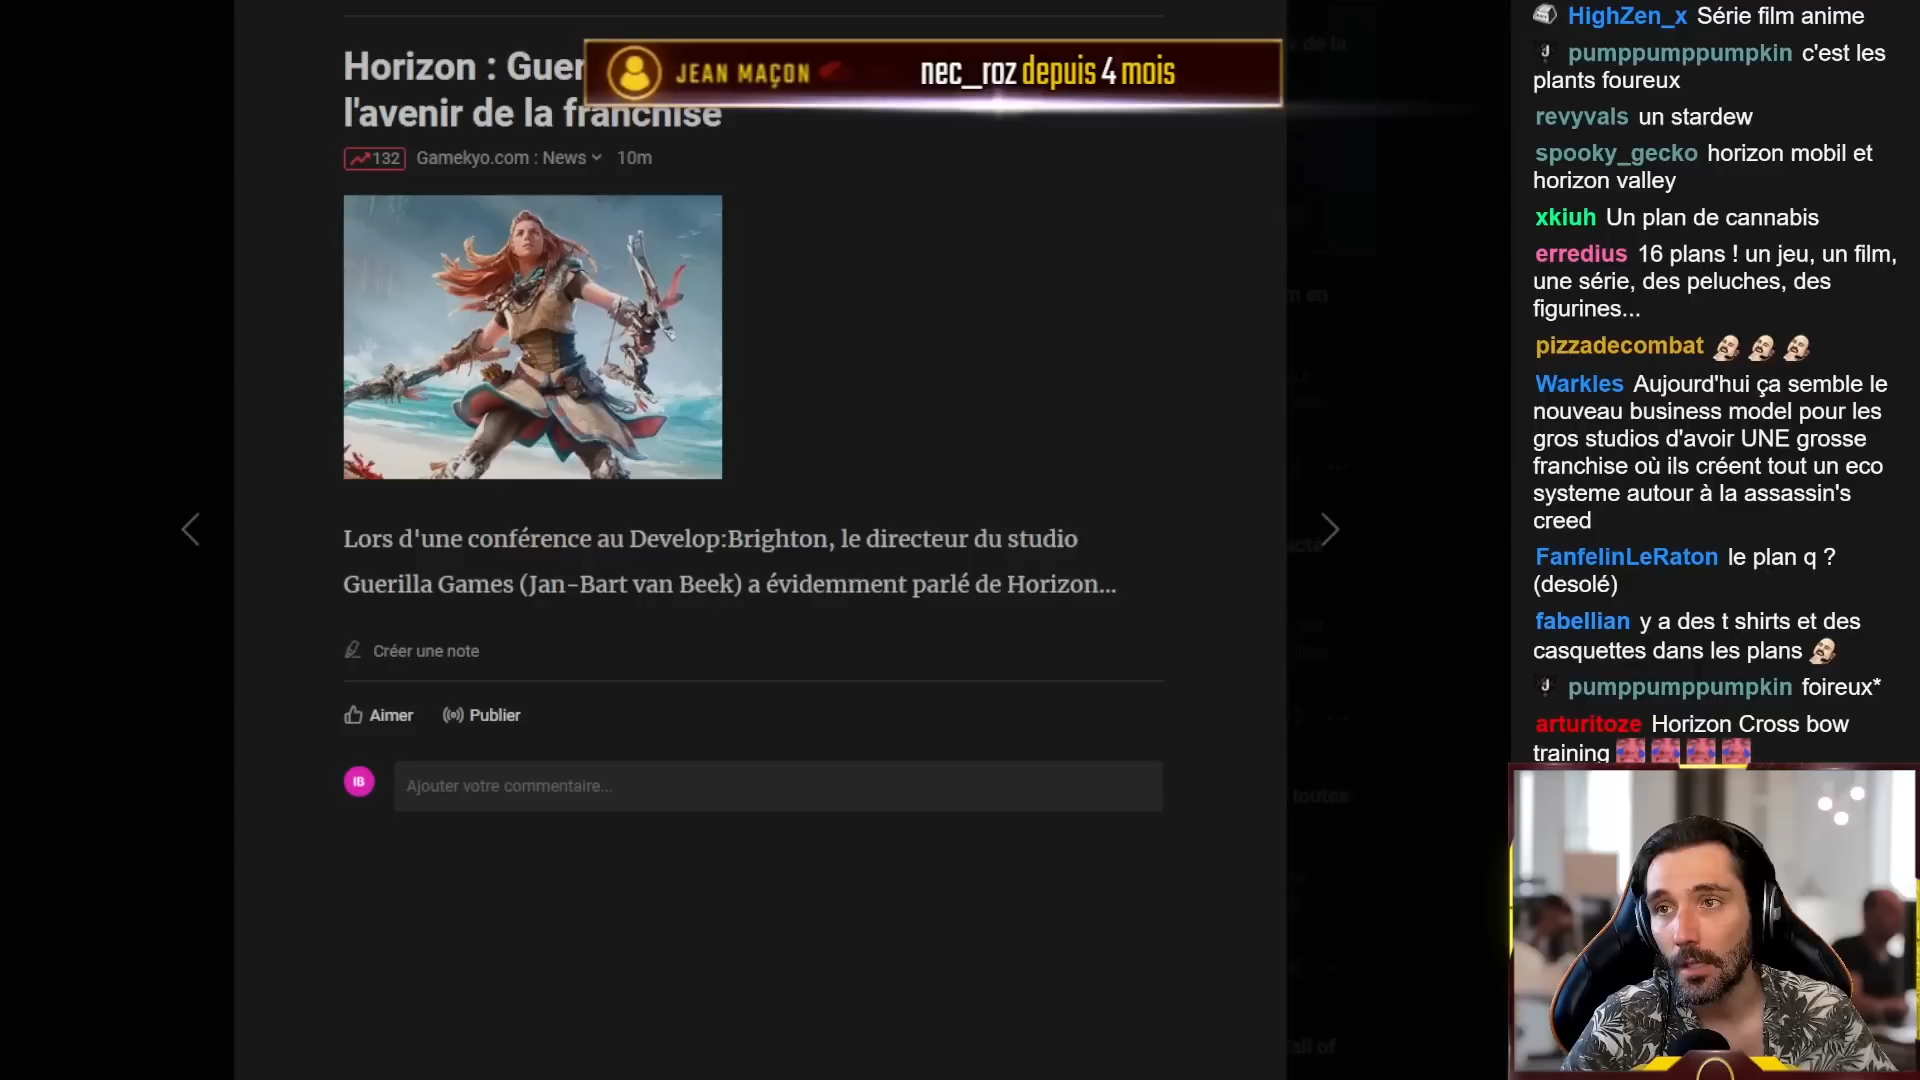 Horizon : Guer
l'avenir de la franchise
JEAN MAÇON
nec_roz depuis 4 mois
132 Gamekyo.com : News 10m
Lors d'une conférence au Develop:Brighton, le directeur du studio
Guerilla Games (Jan-Bart van Beek) a évidemment parlé de Horizon...
Créer une note
Aimer Publier
IB Ajouter votre commentaire...
r de la
n en
toutes
all of
HighZen_x Série film anime
pumppumppumpkin c'est les
plants foureux
revyvals un stardew
spooky_gecko horizon mobil et
horizon valley
xkiuh Un plan de cannabis
erredius 16 plans ! un jeu, un film,
une série, des peluches, des
figurines...
pizzadecombat
Warkles Aujourd'hui ça semble le
nouveau business model pour les
gros studios d'avoir UNE grosse
franchise où ils créent tout un eco
systeme autour à la assassin's
creed
FanfelinLeRaton le plan q ?
(desolé)
fabellian y a des t shirts et des
casquettes dans les plans
pumppumppumpkin foireux*
arturitoze Horizon Cross bow
training